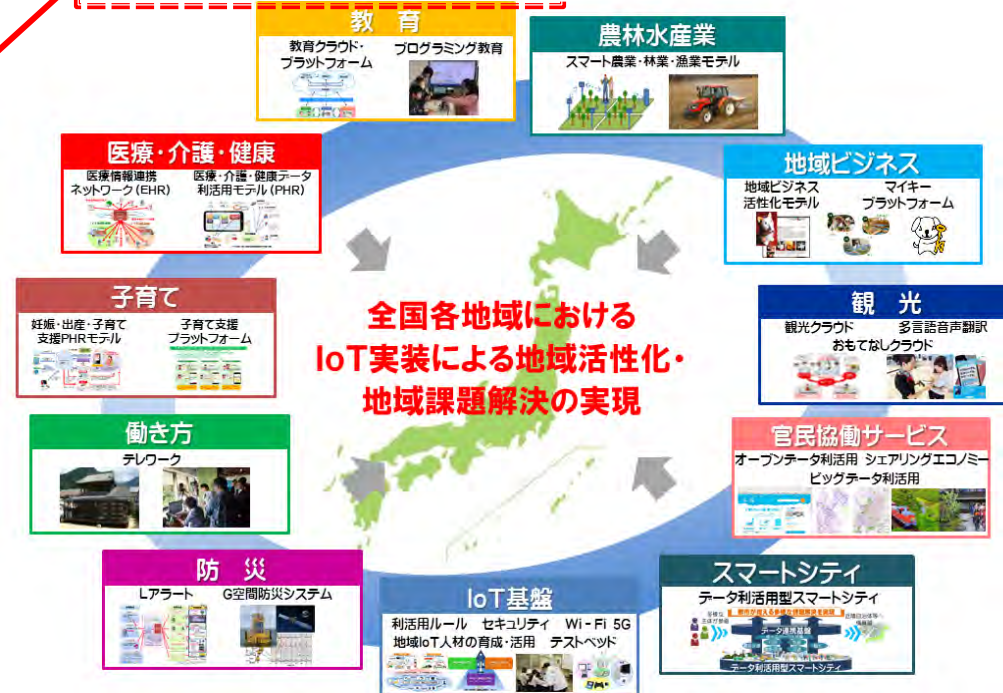 教 育
教育クラウド・
プラットフォーム
プログラミング教育
農林水産業
スマート農業・林業・漁業モデル
医療・介護・健康
医療情報連携
ネットワーク(EHR)
医療・介護・健康データ
利活用モデル(PHR)
地域ビジネス
地域ビジネス
活性化モデル
マイキー
プラットフォーム
子育て
妊娠・出産・子育て
支援PHRモデル
子育て支援
プラットフォーム
全国各地域における
IoT実装による地域活性化・
地域課題解決の実現
観 光
観光クラウド 多言語音声翻訳
おもてなしクラウド
働き方
テレワーク
官民協働サービス
オープンデータ利活用 シェアリングエコノミー
ビッグデータ利活用
防 災
Lアラート G空間防災システム
IoT基盤
利活用ルール セキュリティ Wi-Fi 5G
地域IoT人材の育成・活用 テストベッド
スマートシティ
データ利活用型スマートシティ
データ連携基盤
データ利活用型スマートシティ